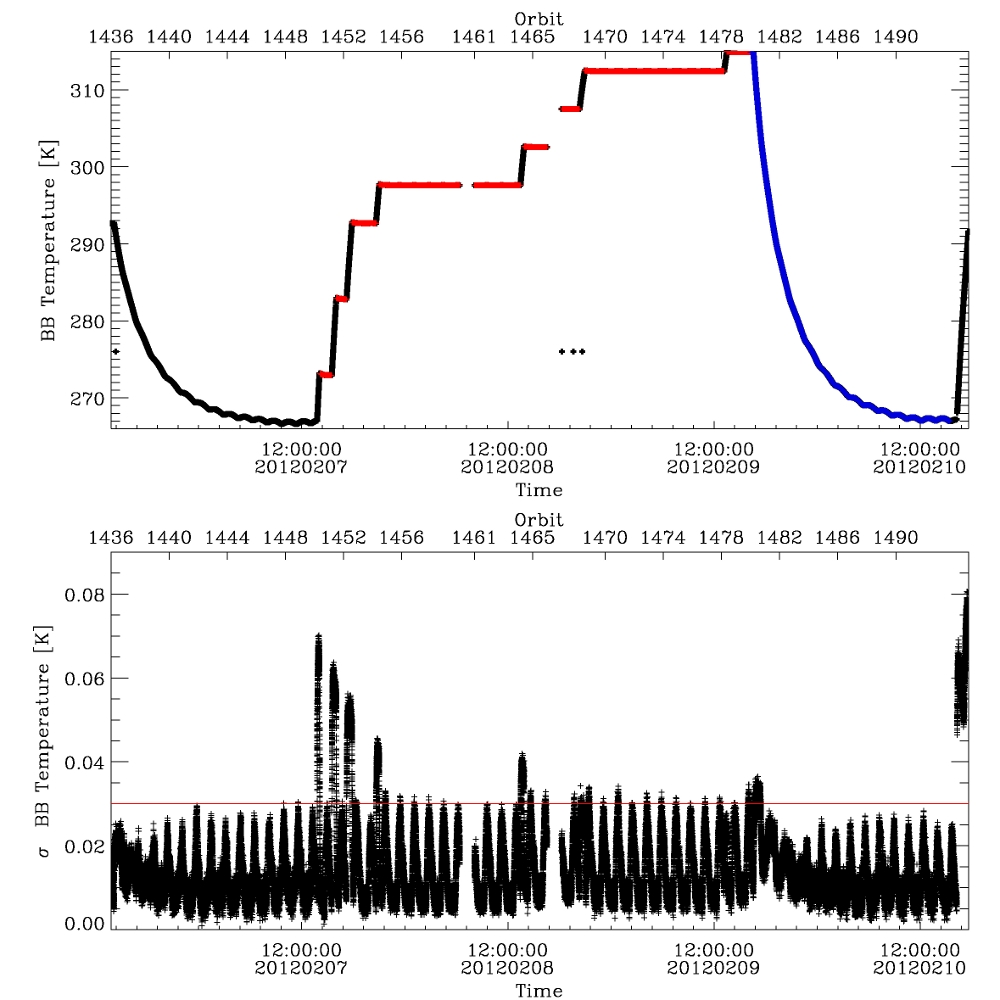 Orbit
1436 1440 1444 1448 1452 1456 1461 1465 1470 1474 1478 1482 1486 1490
310
300
290
280
270
BB Temperature [K]
12:00:00 12:00:00 12:00:00 12:00:00
20120207 20120208 20120209 20120210
Time
Orbit
1436 1440 1444 1448 1452 1456 1461 1465 1470 1474 1478 1482 1486 1490
0.08
0.06
0.04
0.02
0.00
σ BB Temperature [K]
12:00:00 12:00:00 12:00:00 12:00:00
20120207 20120208 20120209 20120210
Time